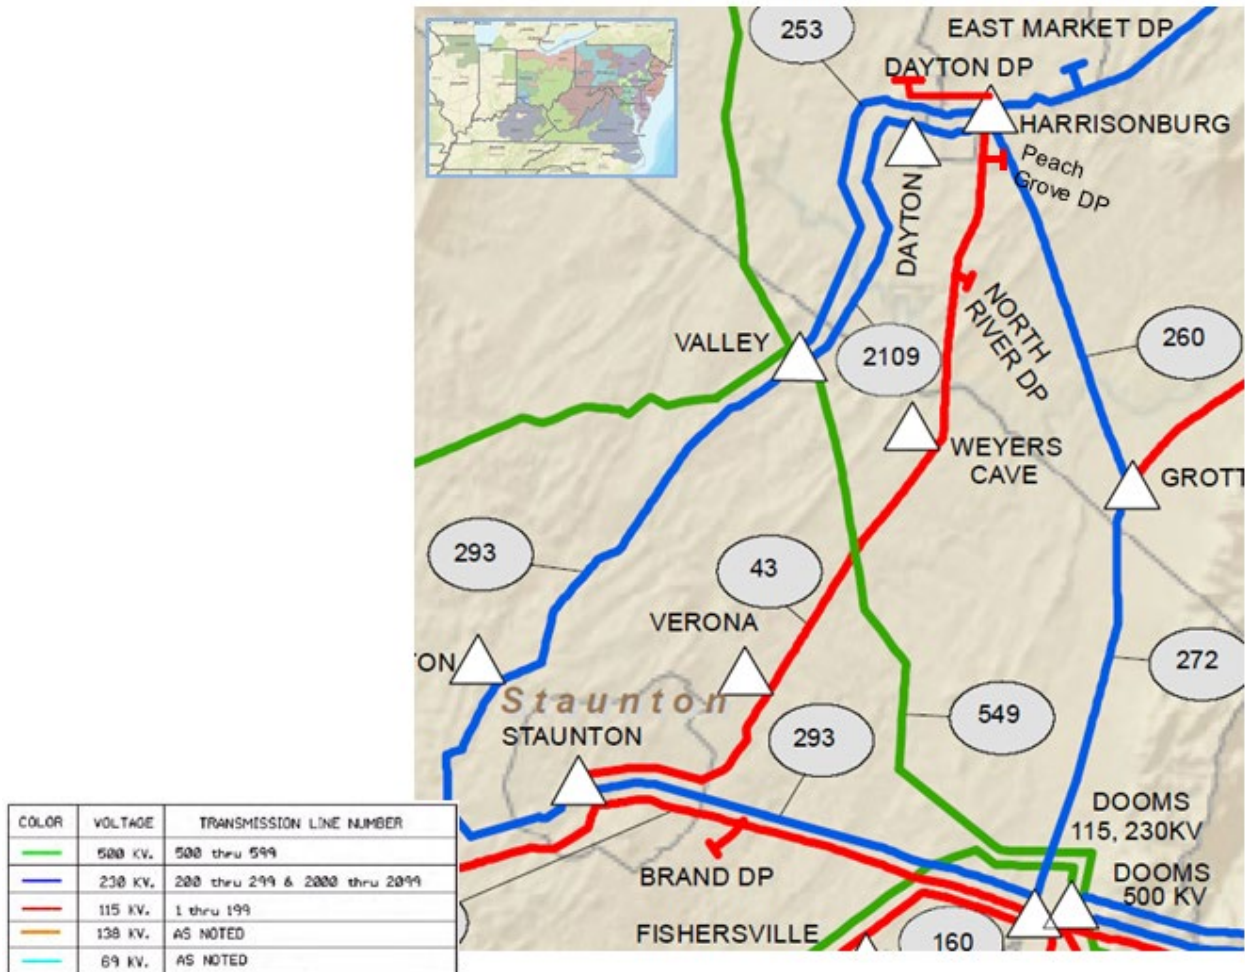 253
EAST MARKET DP
DAYTON DP
HARRISONBURG
Peach
Grove DP
DAYTON
NORTH
RIVER DP
VALLEY
2109
260
WEYERS
CAVE
GROTT
293
43
VERONA
TON
272
Staunton
STAUNTON
293
549
DOOMS
115, 230KV
DOOMS
500 KV
BRAND DP
FISHERSVILLE
160
COLOR VOLTAGE TRANSMISSION LINE NUMBER
500 KV. 500 thru 599
230 KV. 200 thru 299 & 2000 thru 2099
115 KV. 1 thru 199
138 KV. AS NOTED
69 KV. AS NOTED